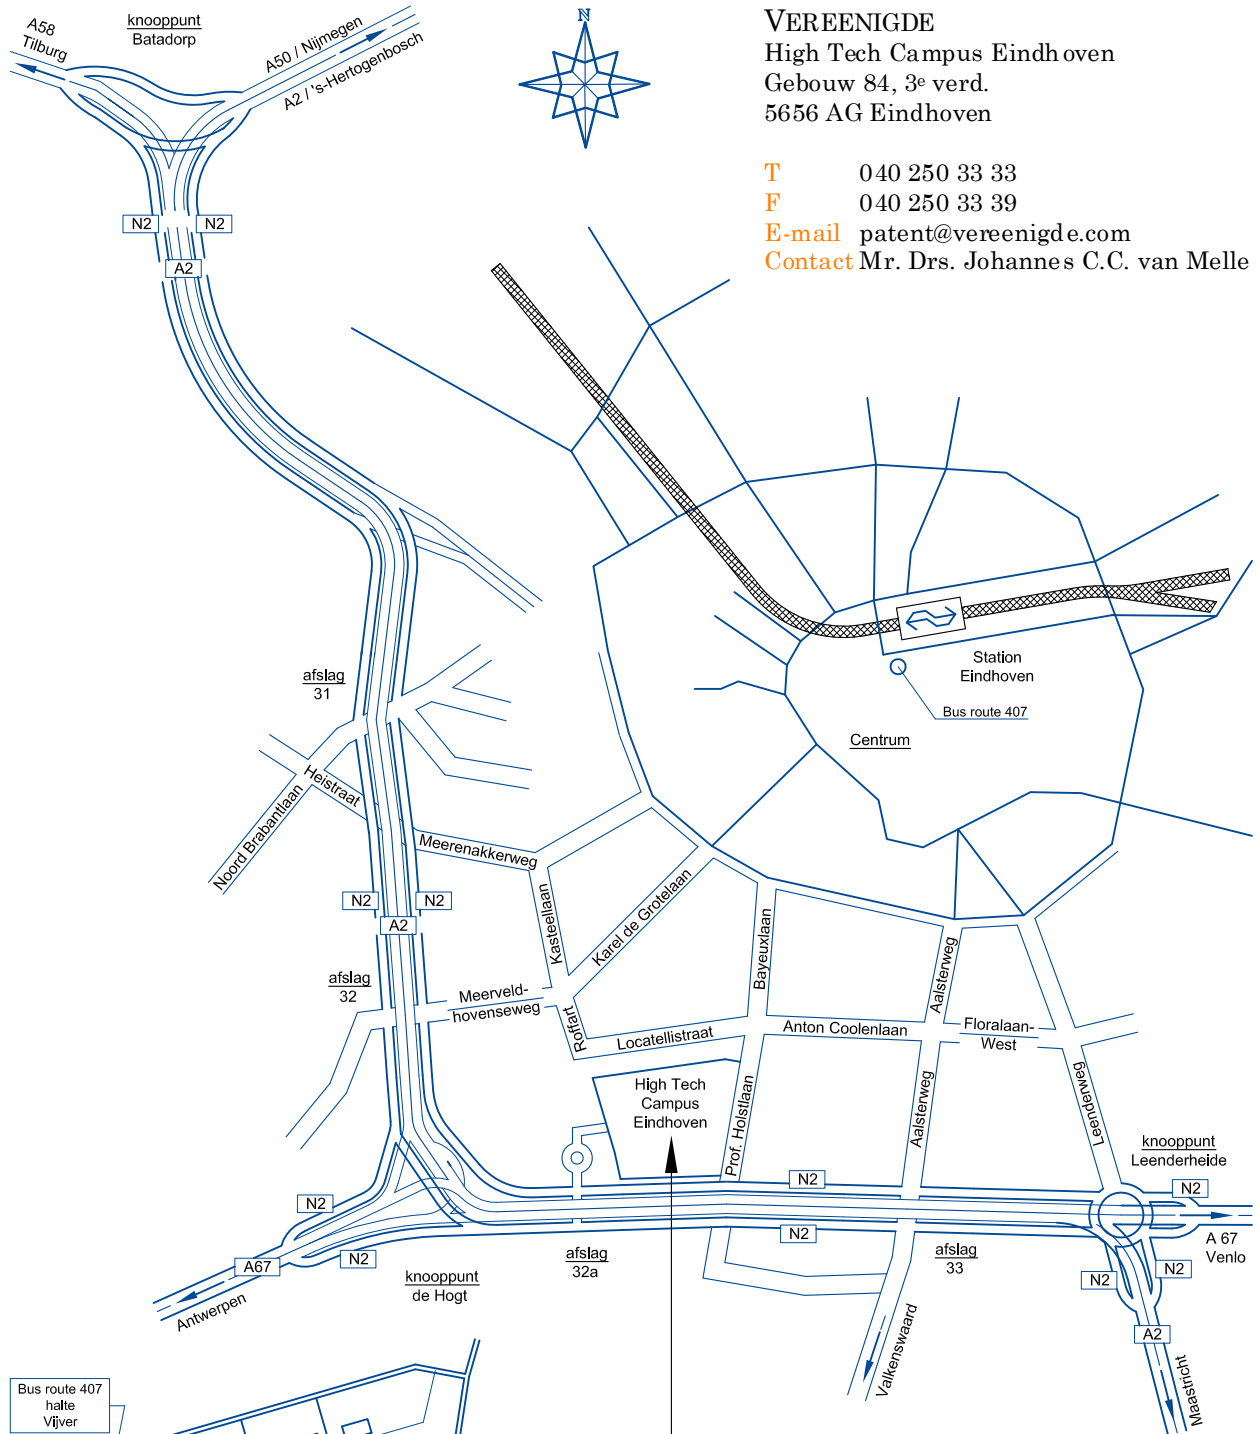 A58
Tilburg
knooppunt
Batadorp
A50 / Nijmegen
A2 / 's-Hertogenbosch
N
VEREENIGDE
High Tech Campus Eindhoven
Gebouw 84, 3e verd.
5656 AG Eindhoven
T 040 250 33 33
F 040 250 33 39
E-mail patent@vereenigde.com
Contact Mr. Drs. Johannes C.C. van Melle
N2
N2
A2
Station
Eindhoven
Bus route 407
Centrum
afslag
31
Heistraat
Noord Brabantlaan
Meerenakkerweg
N2
N2
A2
Kasteellaan
Karel de Grotelaan
Bayeuxlaan
Aalsterweg
afslag
32
Meerveld-
hovenseweg
Roffart
Locatellistraat
Anton Coolenlaan
Floralaan-
West
High Tech
Campus
Eindhoven
Prof. Holstlaan
Aalsterweg
Leenderweg
knooppunt
Leenderheide
N2
N2
N2
N2
N2
A67
Antwerpen
knooppunt
de Hogt
afslag
32a
afslag
33
A 67
Venlo
N2
N2
A2
Valkenswaard
Maastricht
Bus route 407
halte
Vijver